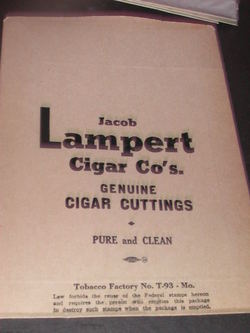 Jacob
Lampert
Cigar Co's.
GENUINE
CIGAR CUTTINGS
PURE and CLEAN
Tobacco Factory No. T-93 - Mo.
Law forbids the reuse of the Federal stamps hereon
and requires the person who empties this package
to destroy such stamps when the package is emptied.